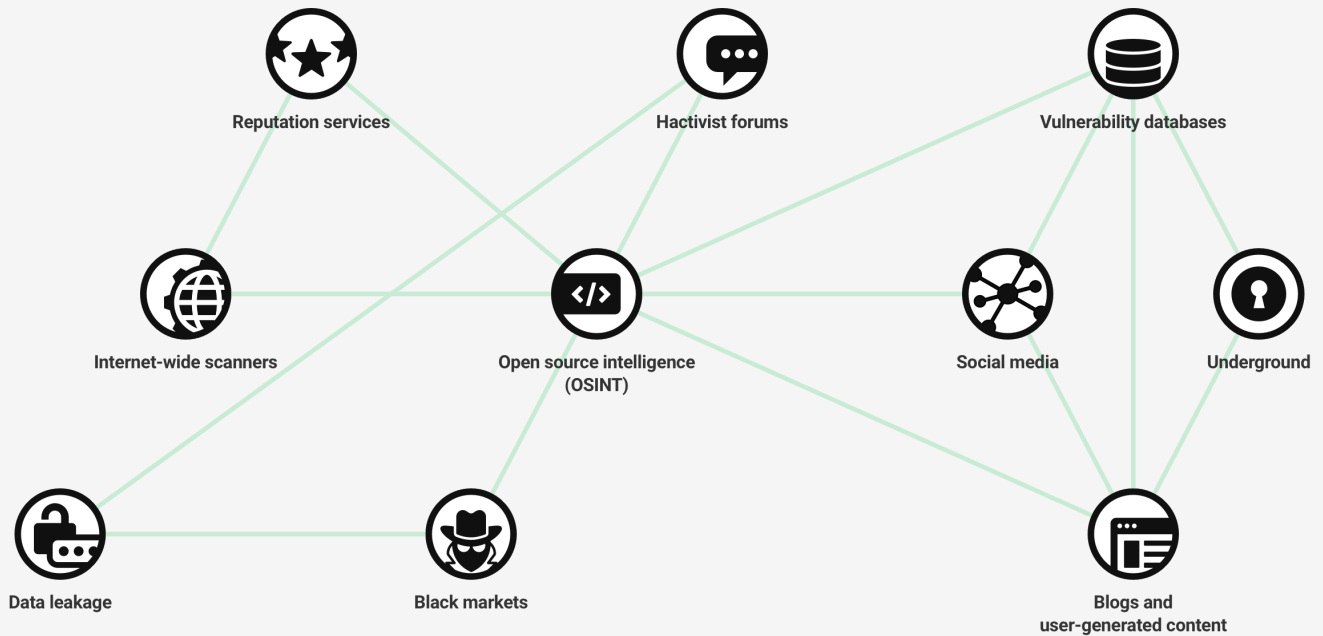 Reputation services
Hactivist forums
Vulnerability databases
Internet-wide scanners
Open source intelligence
(OSINT)
Social media
Underground
Data leakage
Black markets
Blogs and
user-generated content